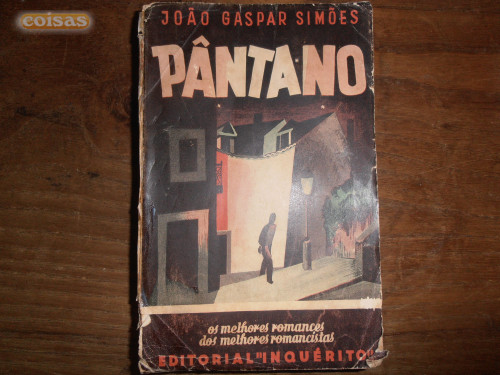 coisas
JOÃO GASPAR SIMÕES
PÂNTANO
os melhores romances
dos melhores romancistas
EDITORIAL "INQUÉRITO"